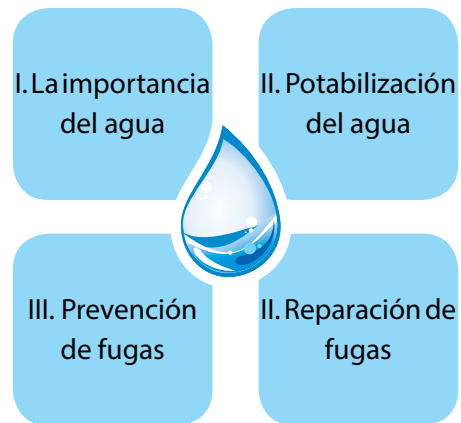 I. La importancia
del agua
II. Potabilización
del agua
III. Prevención
de fugas
II. Reparación de
fugas